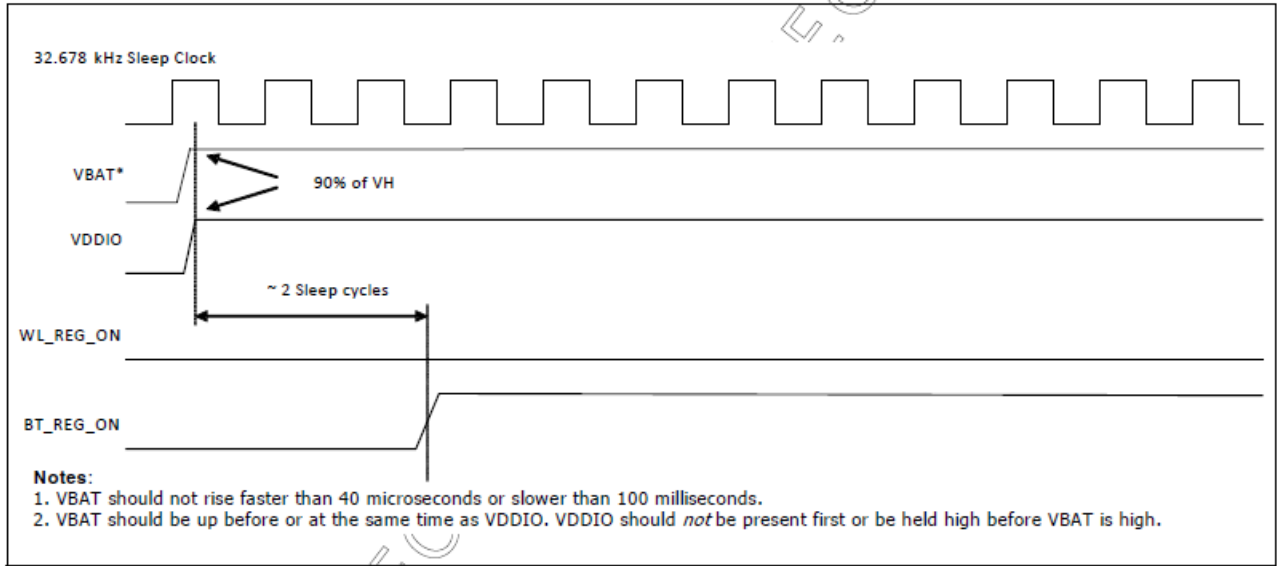 32.678 kHz Sleep Clock
VBAT*
90% of VH
VDDIO
~ 2 Sleep cycles
WL_REG_ON
BT_REG_ON
Notes:
1. VBAT should not rise faster than 40 microseconds or slower than 100 milliseconds.
2. VBAT should be up before or at the same time as VDDIO. VDDIO should not be present first or be held high before VBAT is high.